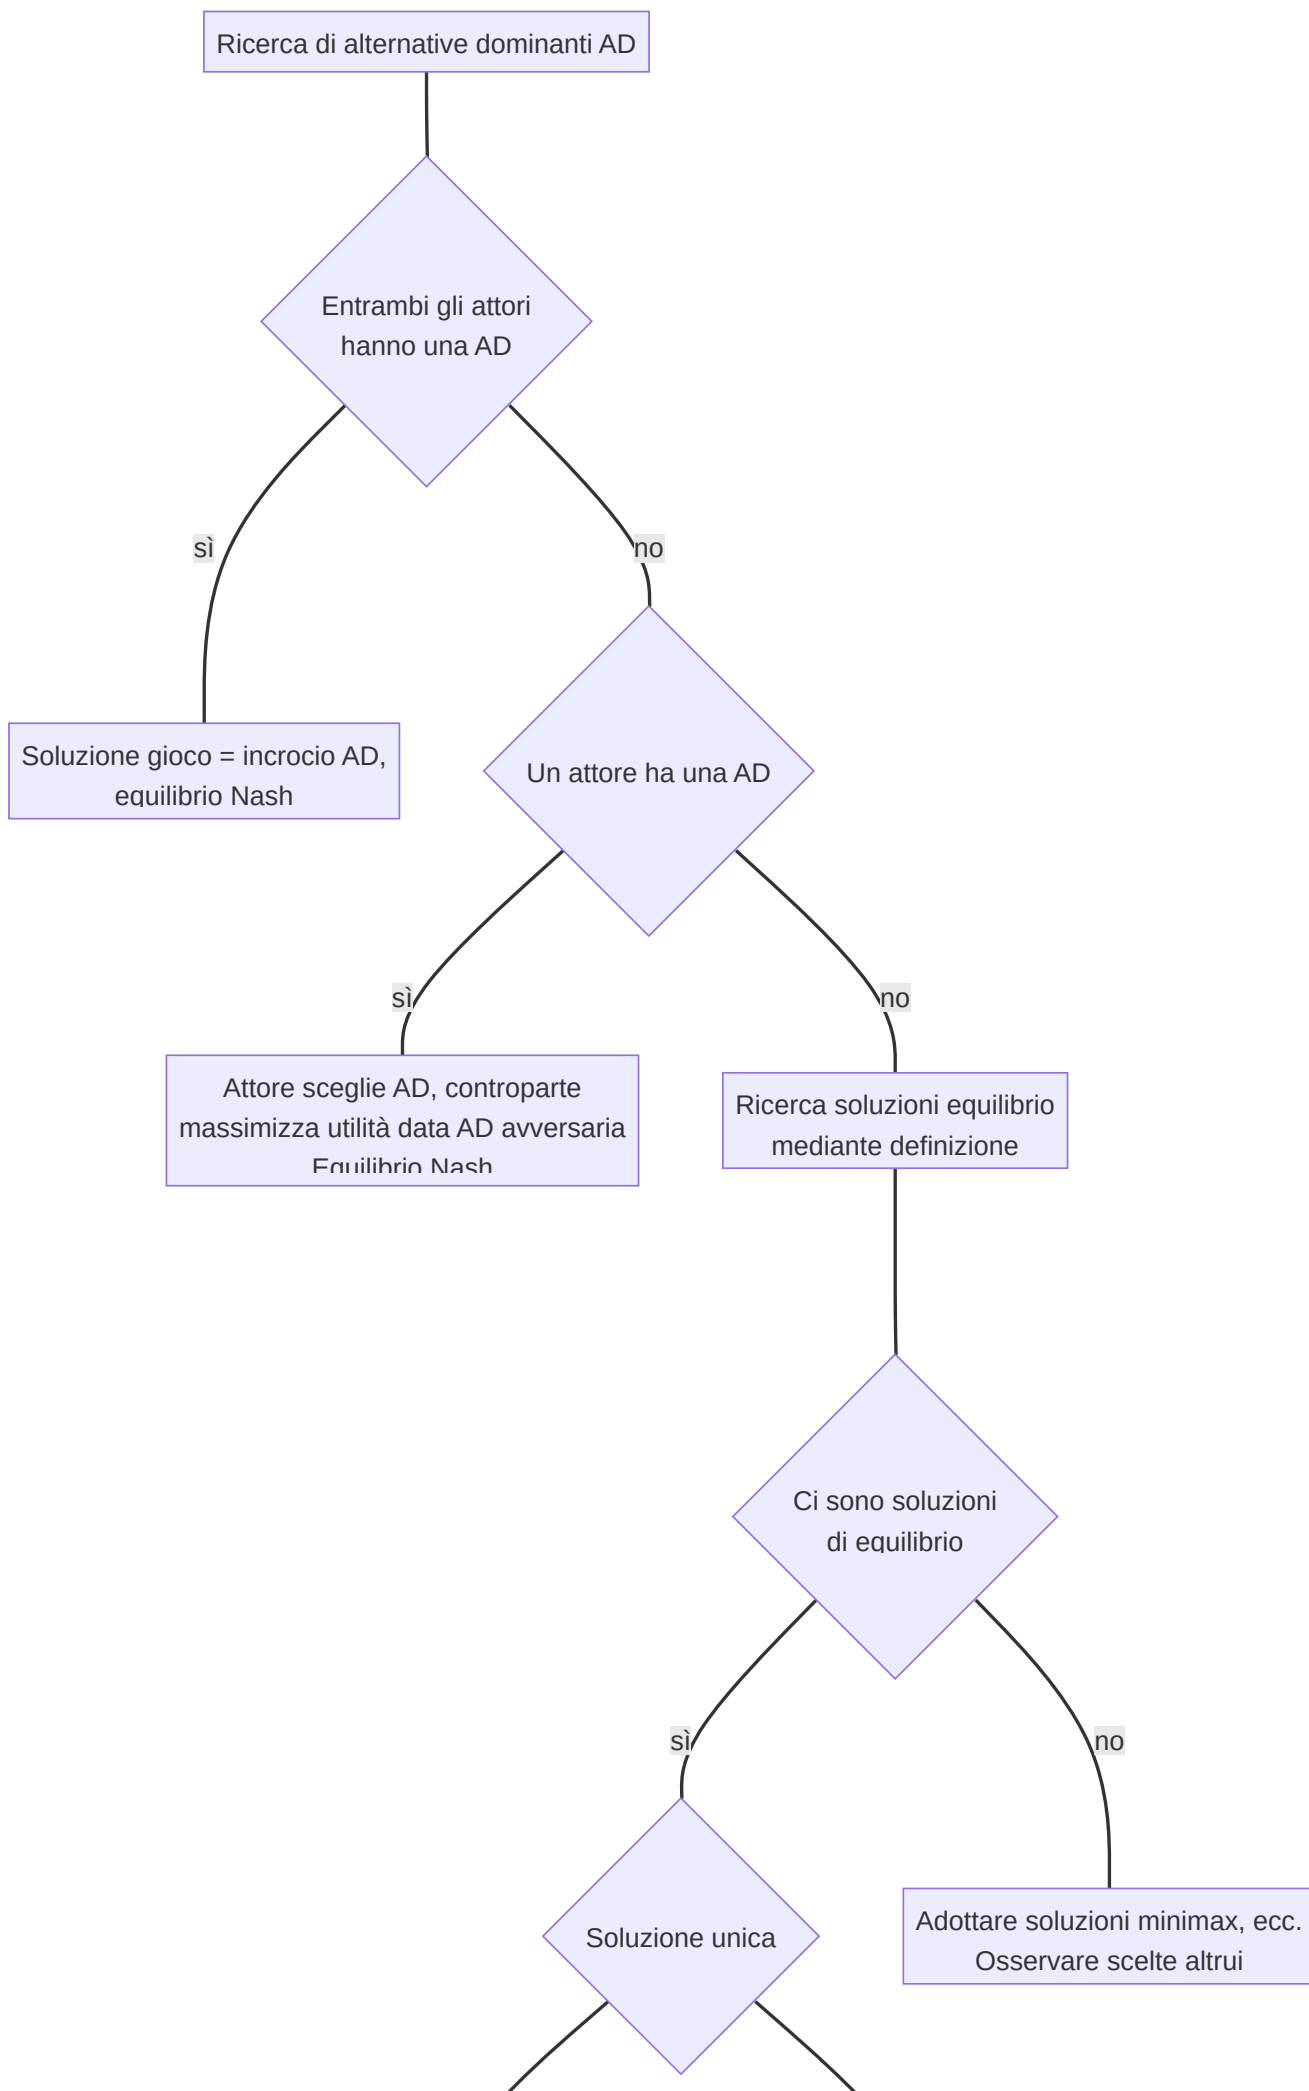 Ricerca di alternative dominanti AD
Entrambi gli attori
hanno una AD
sì
no
Soluzione gioco = incrocio AD,
equilibrio Nash
Un attore ha una AD
sì
no
Attore sceglie AD, controparte
massimizza utilità data AD avversaria
Equilibrio Nash
Ricerca soluzioni equilibrio
mediante definizione
Ci sono soluzioni
di equilibrio
sì
no
Soluzione unica
Adottare soluzioni minimax, ecc.
Osservare scelte altrui